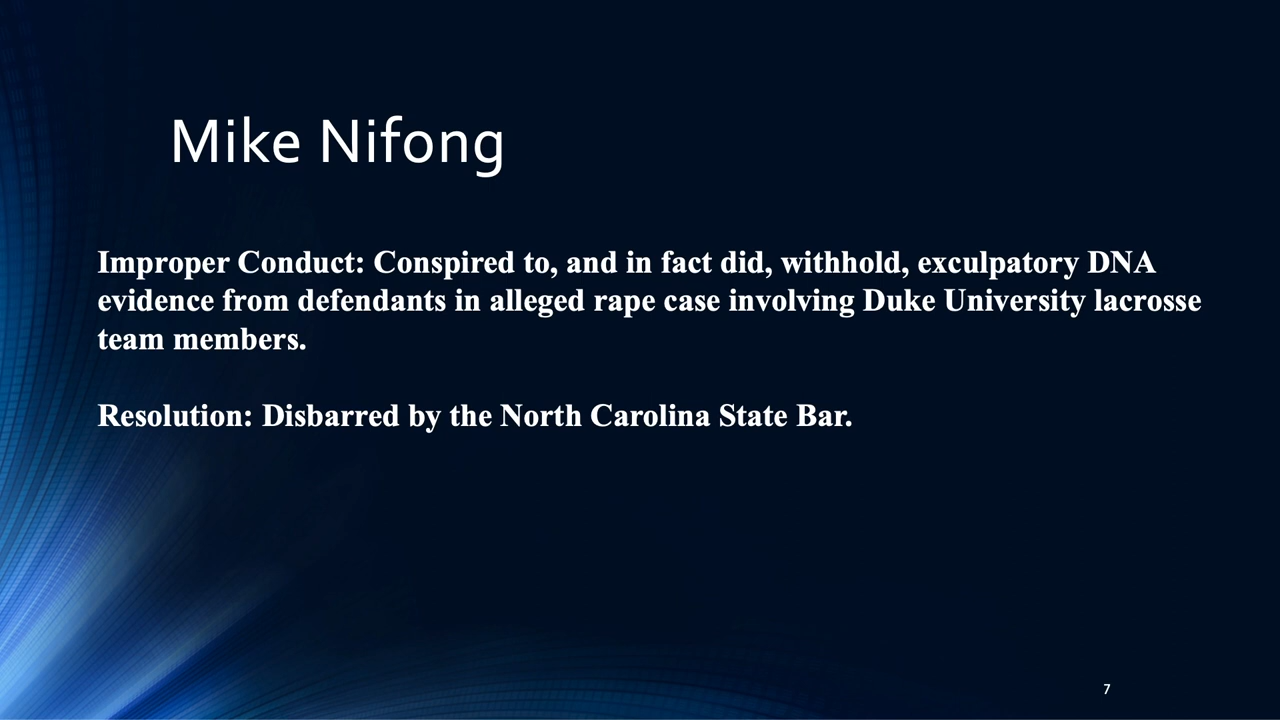 Mike Nifong
Improper Conduct: Conspired to, and in fact did, withhold, exculpatory DNA
evidence from defendants in alleged rape case involving Duke University lacrosse
team members.
Resolution: Disbarred by the North Carolina State Bar.
7